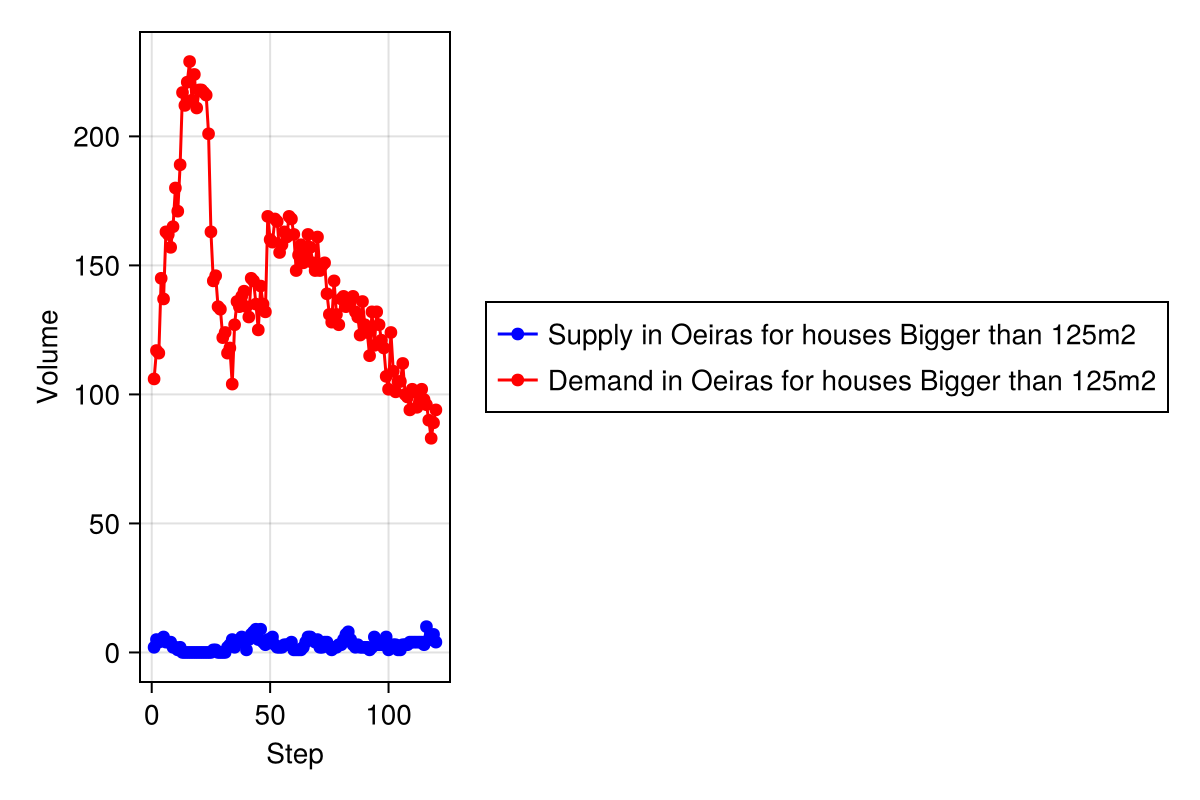 200
150
100
50
0
Volume
0 50 100
Step
Supply in Oeiras for houses Bigger than 125m2
Demand in Oeiras for houses Bigger than 125m2